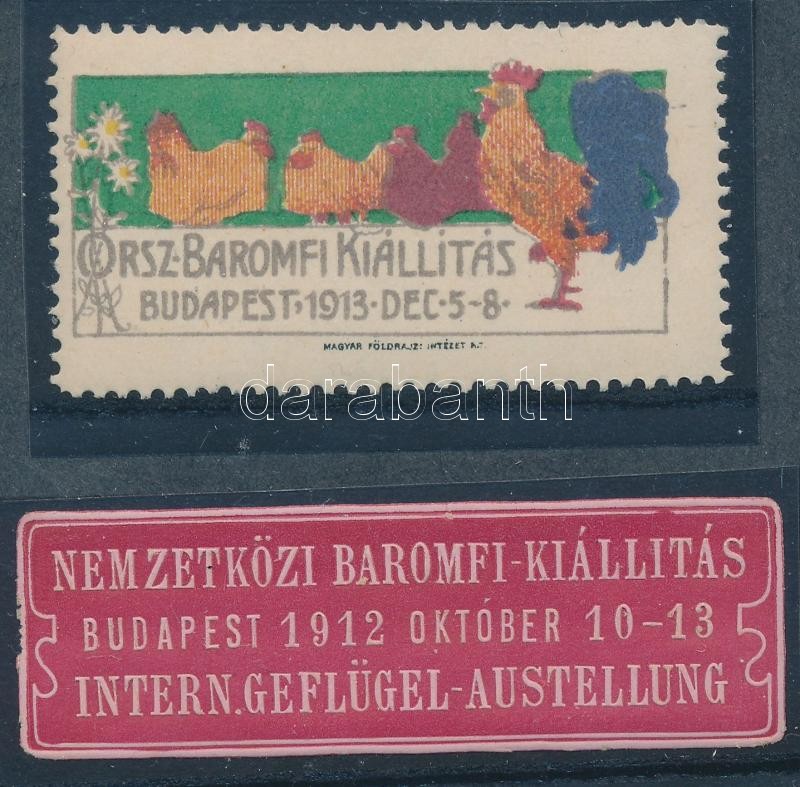 ORSZ·BAROMFI KIÁLLITÁS
BUDAPEST·1913·DEC·5-8·
MAGYAR FÖLDRAJZI INTÉZET R.T.
darabanth
NEMZETKÖZI BAROMFI-KIÁLLITÁS
BUDAPEST 1912 OKTÓBER 10-13
INTERN. GEFLÜGEL-AUSTELLUNG